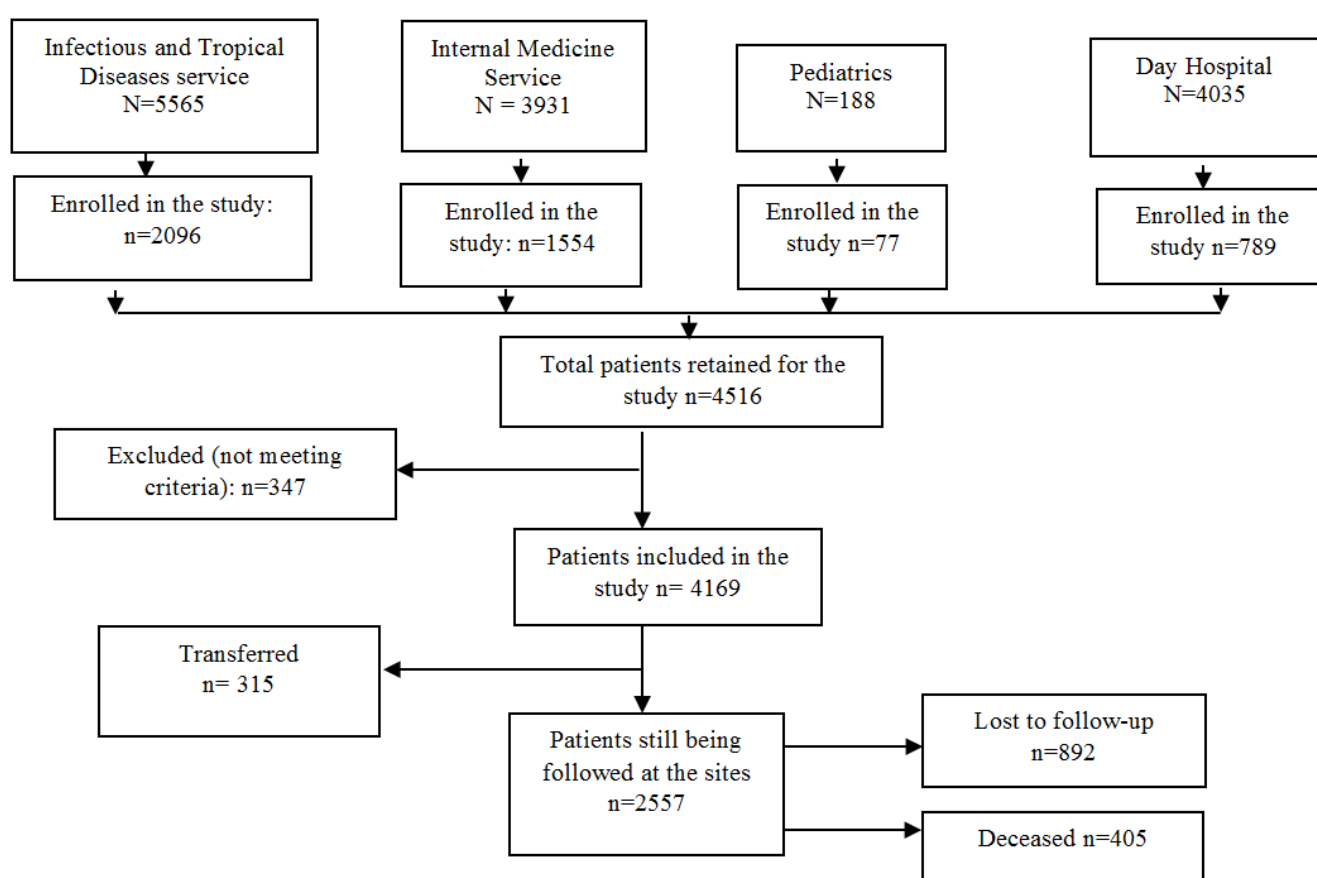 Infectious and Tropical
Diseases service
N=5565
Internal Medicine
Service
N = 3931
Pediatrics
N=188
Day Hospital
N=4035
Enrolled in the study:
n=2096
Enrolled in the
study: n=1554
Enrolled in the
study n=77
Enrolled in the
study n=789
Total patients retained for the
study n=4516
Excluded (not meeting
criteria): n=347
Patients included in the
study n= 4169
Transferred
n= 315
Patients still being
followed at the sites
n=2557
Lost to follow-up
n=892
Deceased n=405